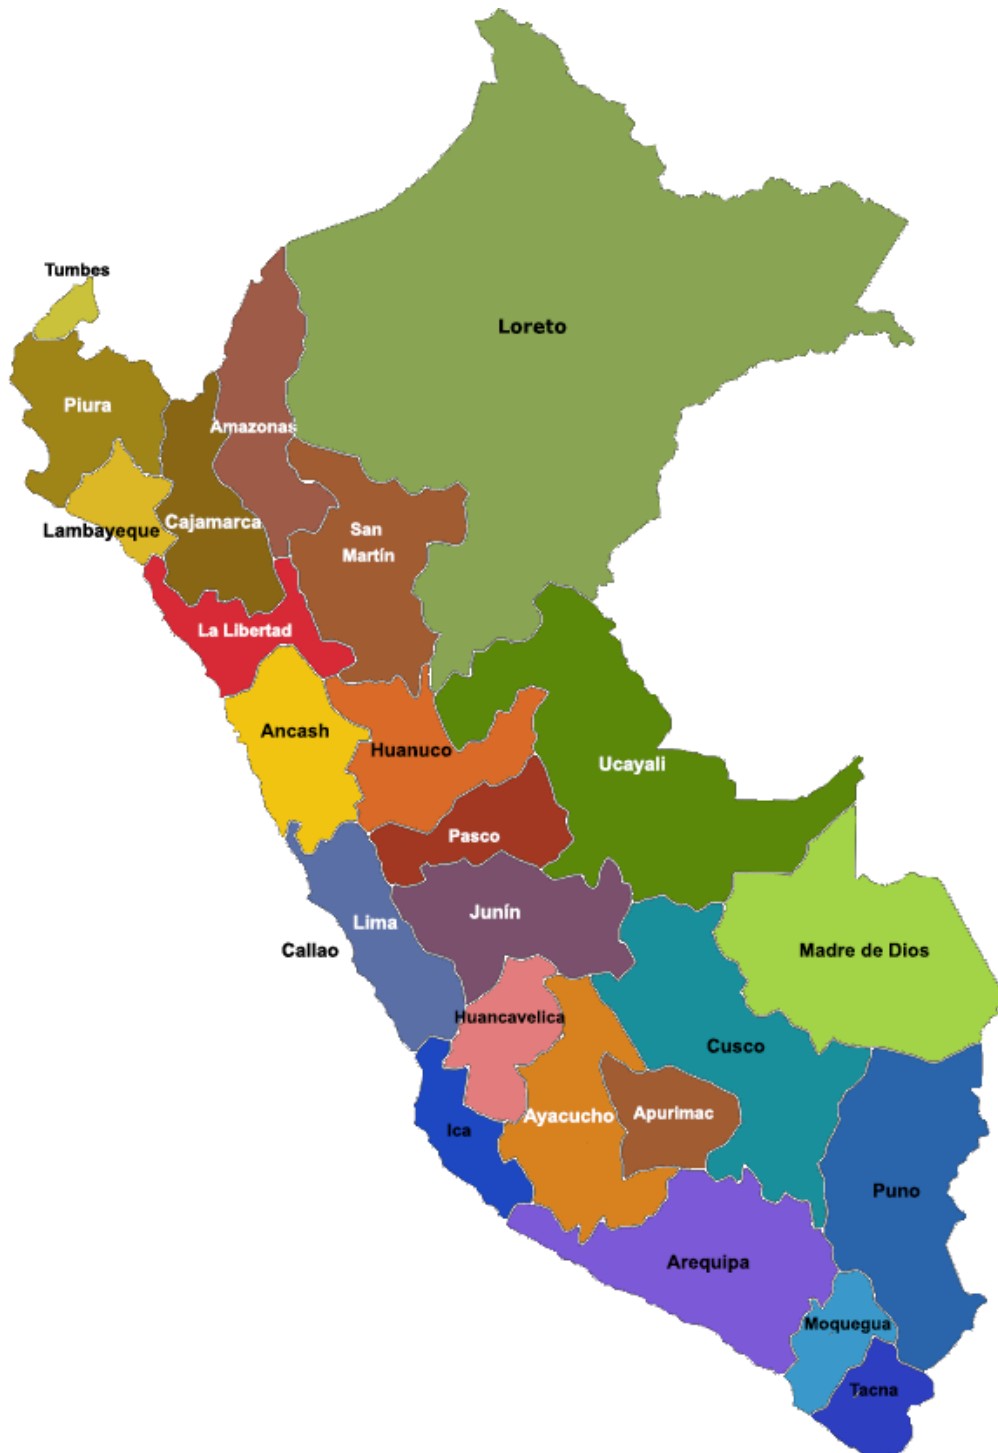 Tumbes
Loreto
Piura
Amazonas
Lambayeque
Cajamarca
San
Martín
La Libertad
Ancash
Huanuco
Ucayali
Pasco
Junín
Lima
Callao
Madre de Dios
Huancavelica
Cusco
Ayacucho
Apurimac
Ica
Puno
Arequipa
Moquegua
Tacna